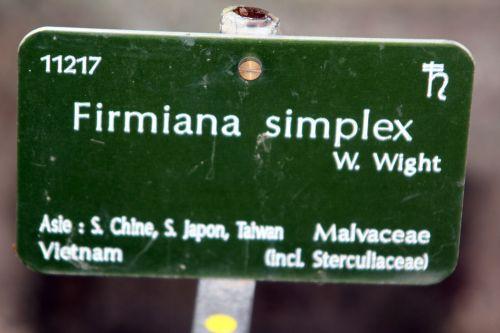 11217
Firmiana simplex
W. Wight
Asie : S. Chine, S. Japon, Taiwan
Vietnam
Malvaceae
(incl. Sterculiaceae)